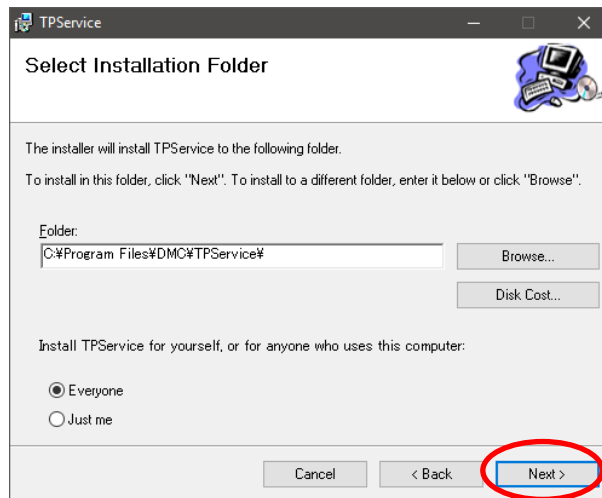 TPService
Select Installation Folder
The installer will install TPService to the following folder.
To install in this folder, click "Next". To install to a different folder, enter it below or click "Browse".
Folder:
C:¥Program Files¥DMC¥TPService¥
Browse...
Disk Cost...
Install TPService for yourself, or for anyone who uses this computer:
Everyone
Just me
Cancel
< Back
Next >